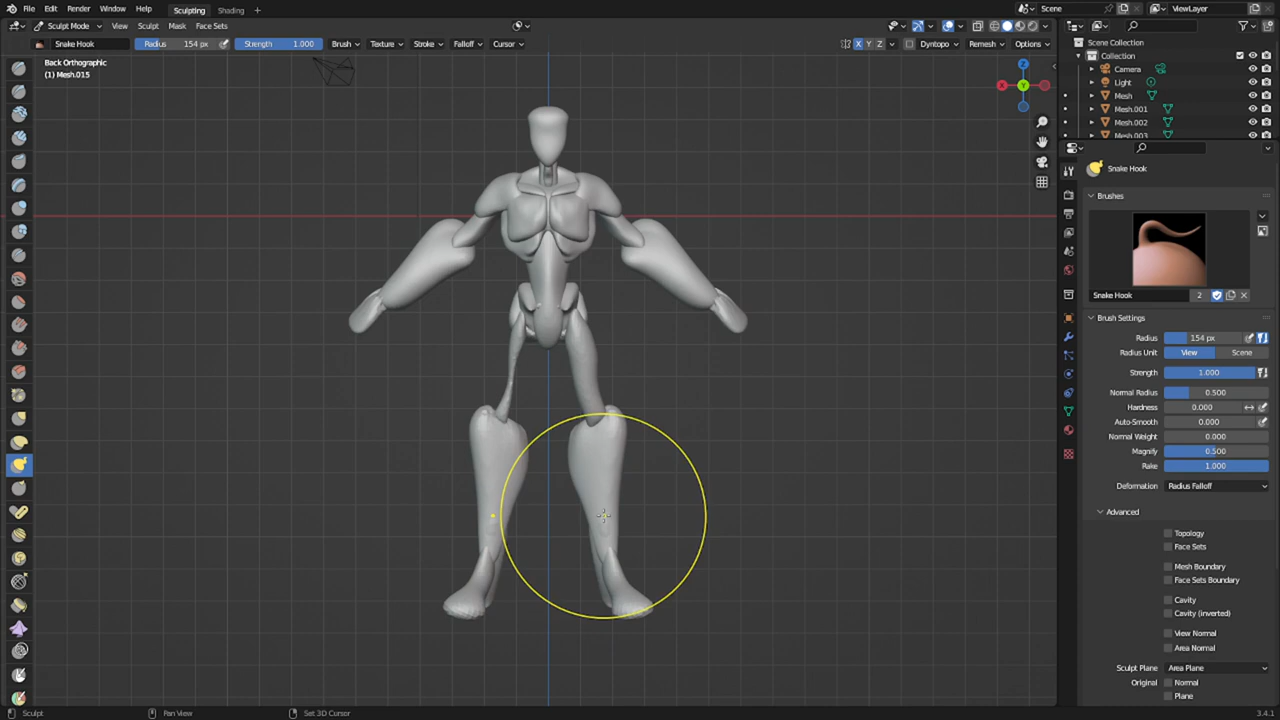 File Edit Render Window Help Sculpting Shading Scene ViewLayer
Sculpt Mode View Sculpt Mask Face Sets
Snake Hook Radius 154 px Strength 1.000 Brush Texture Stroke Falloff Cursor X Y Z Dyntopo Remesh Options
Back Orthographic
(1) Mesh.015
Z
X
Y
Scene Collection
Collection
Camera
Light
Mesh
Mesh.001
Mesh.002
Mesh.003
Snake Hook
Brushes
Snake Hook 2
Brush Settings
Radius 154 px
Radius Unit View Scene
Strength 1.000
Normal Radius 0.500
Hardness 0.000
Auto-Smooth 0.000
Normal Weight 0.000
Magnify 0.500
Rake 1.000
Deformation Radius Falloff
Advanced
Topology
Face Sets
Mesh Boundary
Face Sets Boundary
Cavity
Cavity (inverted)
View Normal
Area Normal
Sculpt Plane Area Plane
Original Normal
Plane
Sculpt Pan View Set 3D Cursor 3.4.1